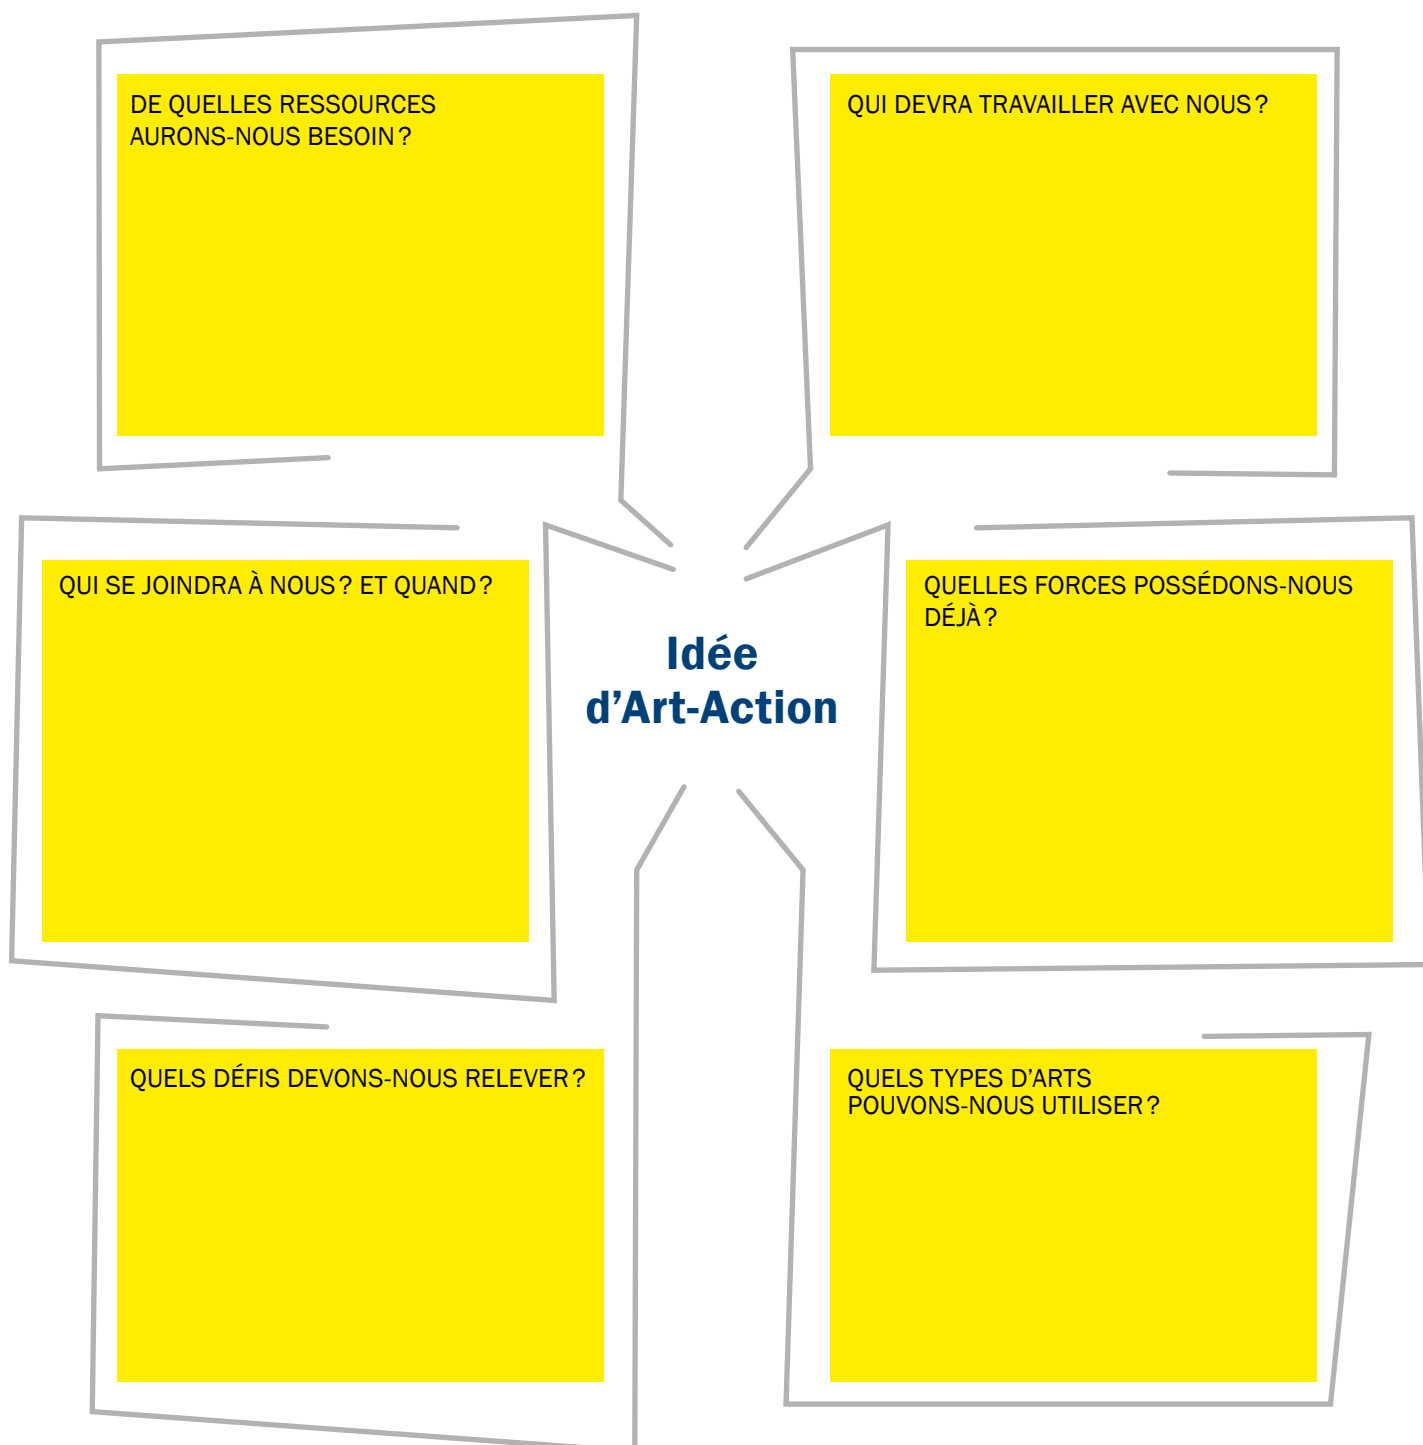 DE QUELLES RESSOURCES
AURONS-NOUS BESOIN ?
QUI DEVRA TRAVAILLER AVEC NOUS ?
QUI SE JOINDRA À NOUS ? ET QUAND ?
QUELLES FORCES POSSÉDONS-NOUS
DÉJÀ ?
Idée
d’Art-Action
QUELS DÉFIS DEVONS-NOUS RELEVER ?
QUELS TYPES D’ARTS
POUVONS-NOUS UTILISER ?